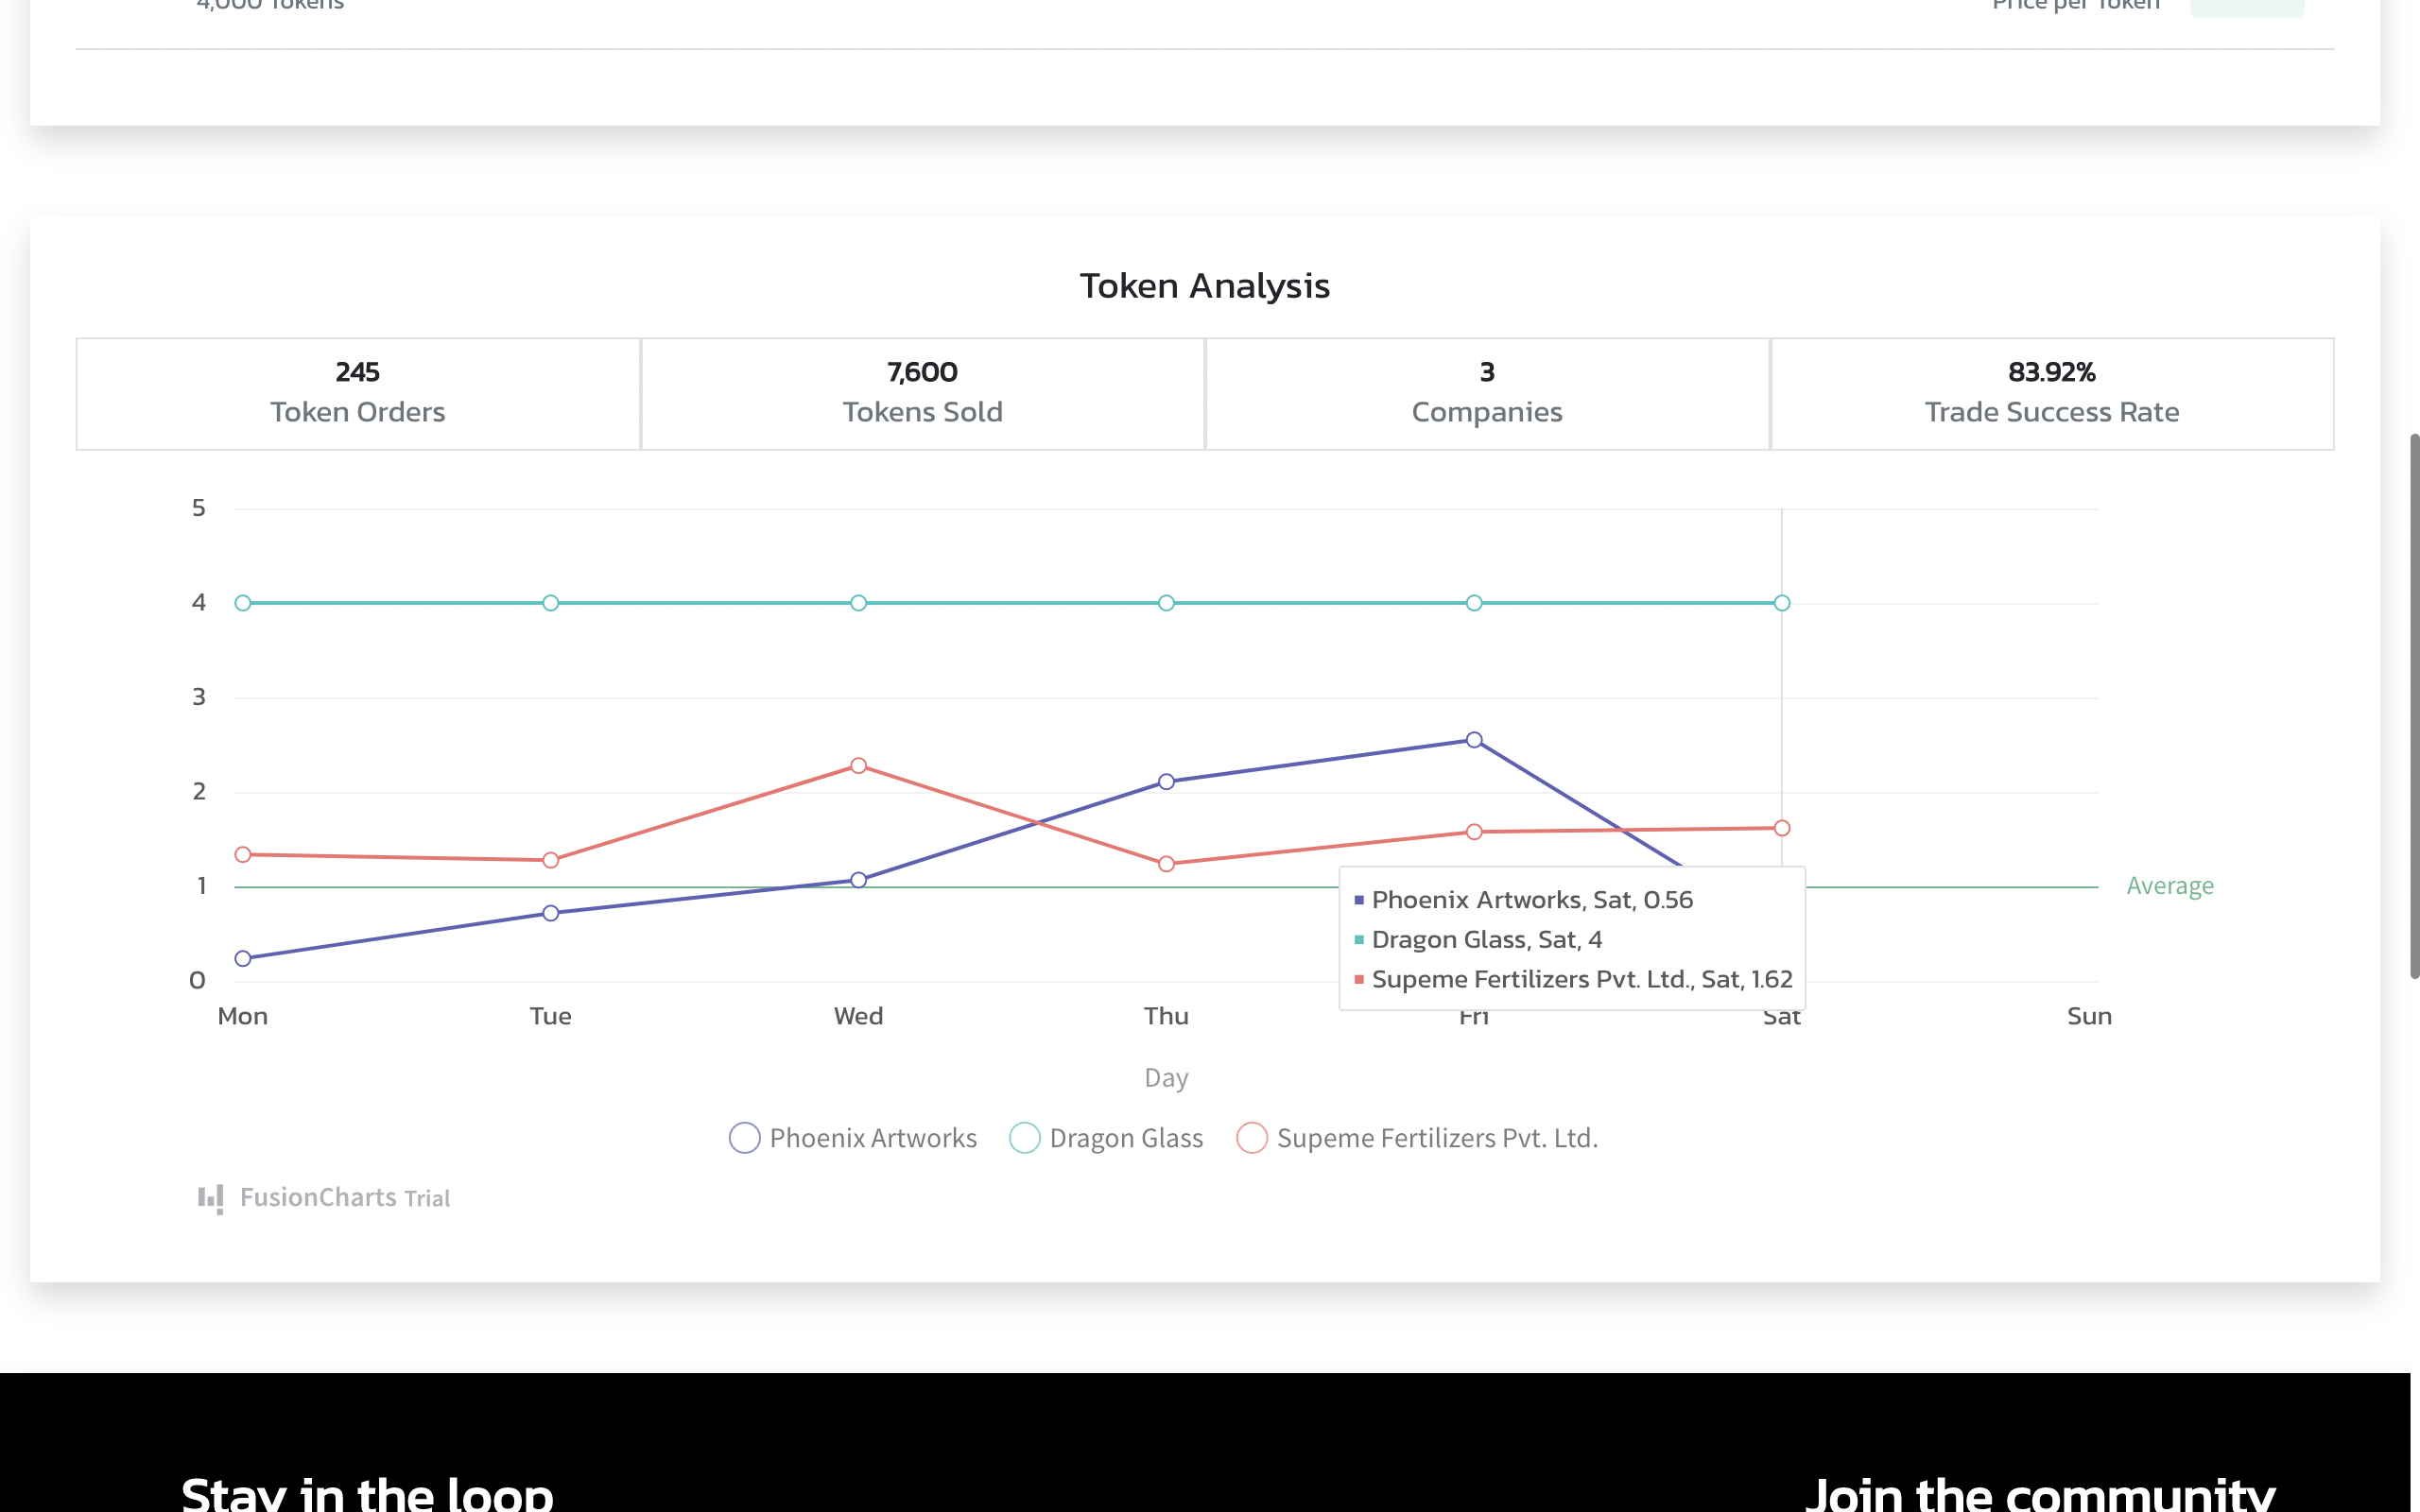 4,000 Tokens Price per Token
Token Analysis
245 7,600 3 83.92%
Token Orders Tokens Sold Companies Trade Success Rate
5
4
3
2
1 Average
0
Phoenix Artworks, Sat, 0.56
Dragon Glass, Sat, 4
Supeme Fertilizers Pvt. Ltd., Sat, 1.62
Mon Tue Wed Thu Fri Sat Sun
Day
Phoenix Artworks Dragon Glass Supeme Fertilizers Pvt. Ltd.
FusionCharts Trial
Stay in the loop Join the community